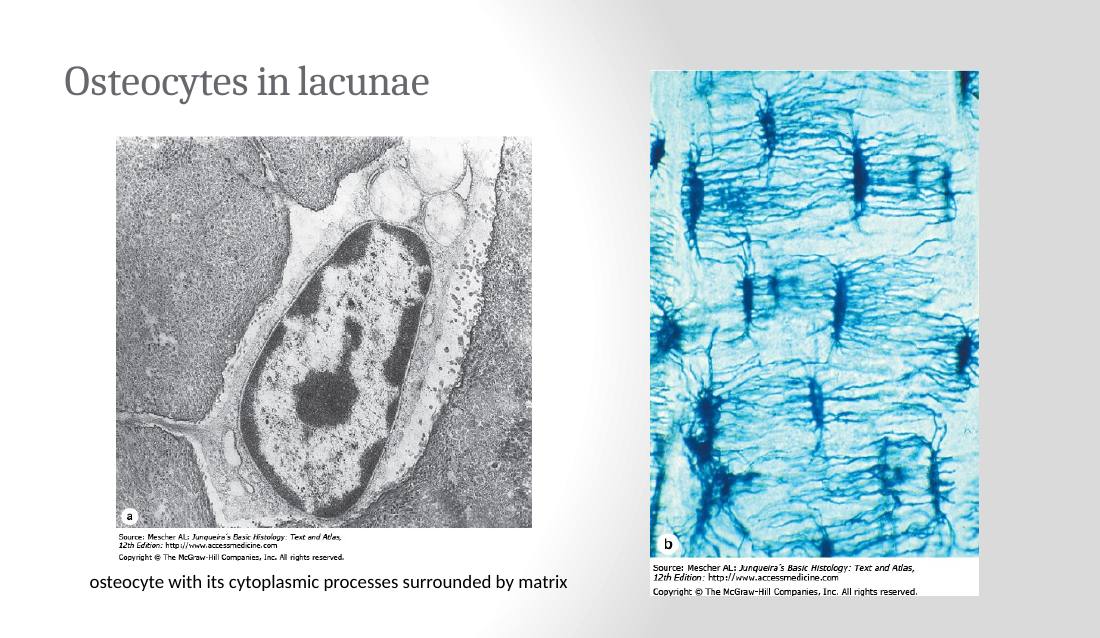 Osteocytes in lacunae
a
Source: Mescher AL: Junqueira's Basic Histology: Text and Atlas,
12th Edition: http://www.accessmedicine.com
Copyright © The McGraw-Hill Companies, Inc. All rights reserved.
osteocyte with its cytoplasmic processes surrounded by matrix
b
Source: Mescher AL: Junqueira's Basic Histology: Text and Atlas,
12th Edition: http://www.accessmedicine.com
Copyright © The McGraw-Hill Companies, Inc. All rights reserved.